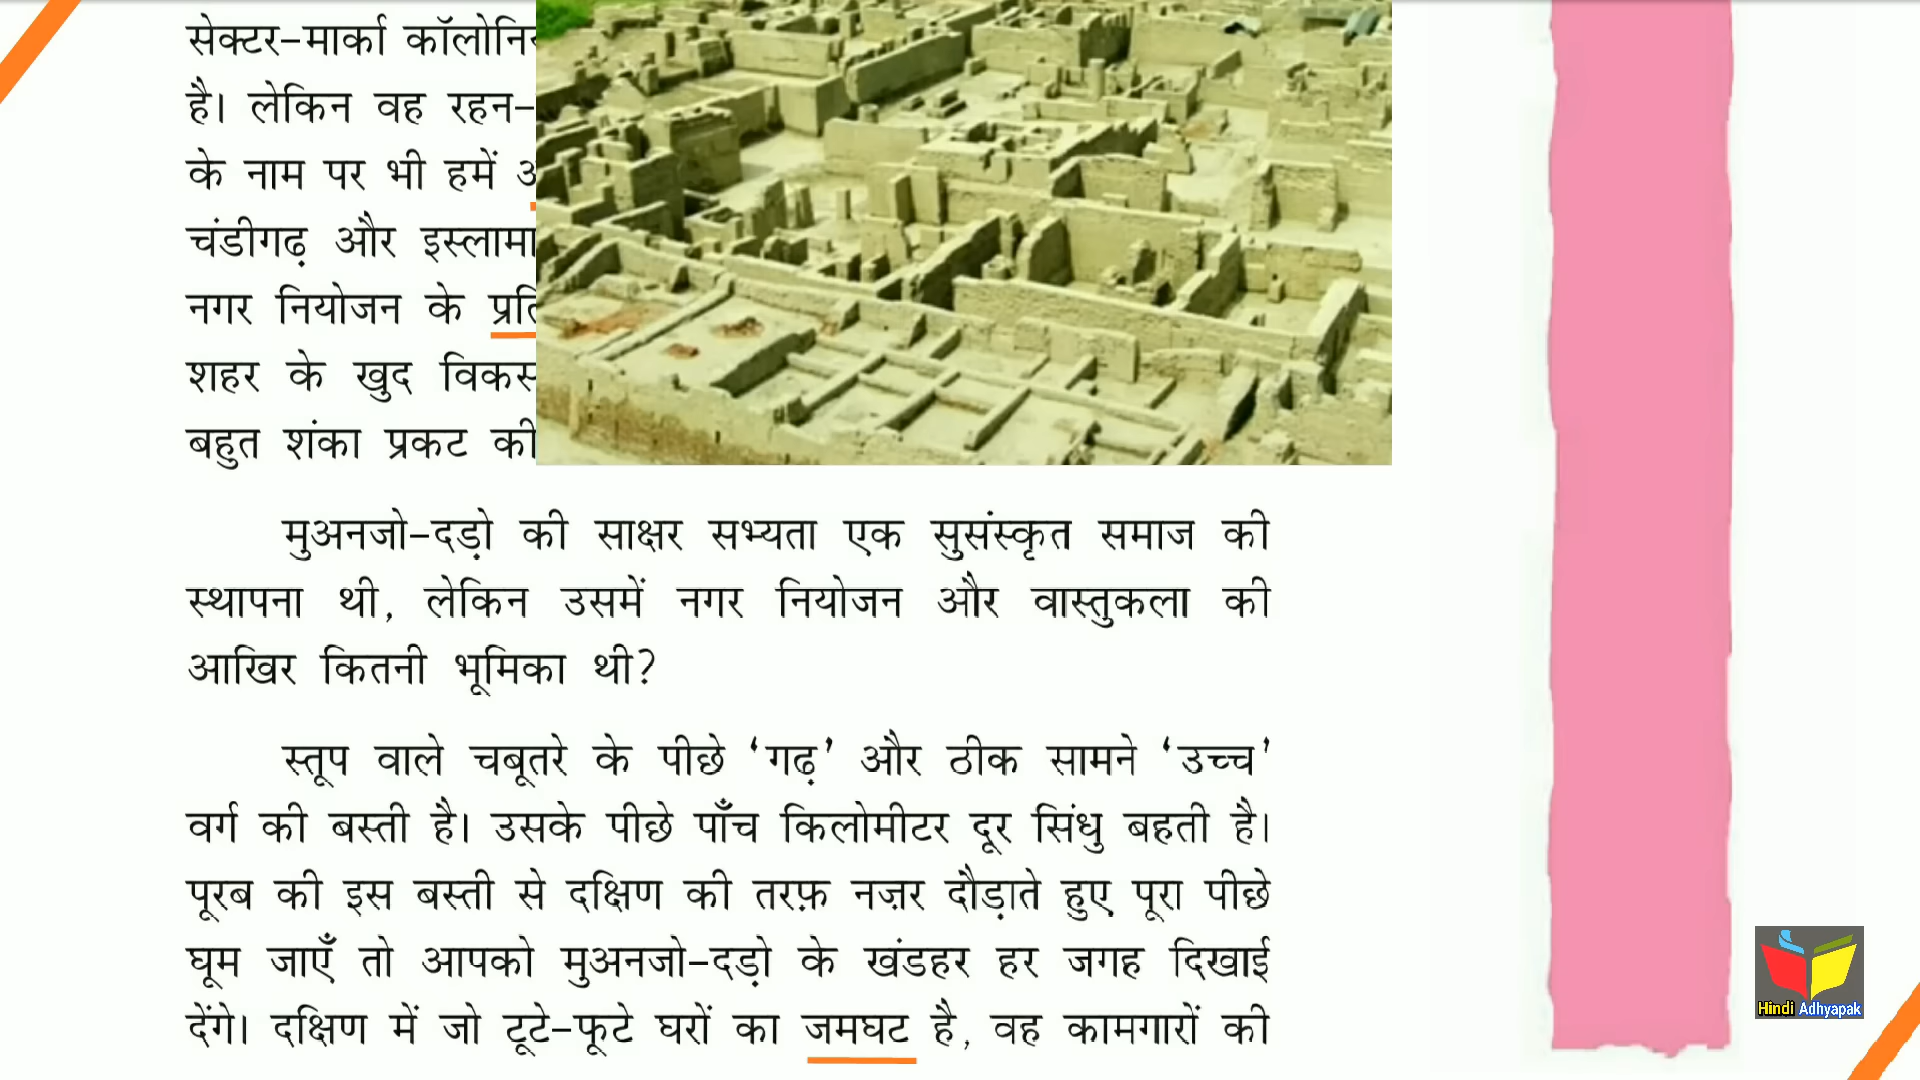 सेक्टर-मार्का
है। लेकिन वह रहन-
के नाम पर भी हमें
चंडीगढ़ और
नगर नियोजन के
शहर के खुद
बहुत शंका प्रकट की
मुअनजो-दड़ो की साक्षर सभ्यता एक सुसंस्कृत समाज की
स्थापना थी, लेकिन उसमें नगर नियोजन और वास्तुकला की
आखिर कितनी भूमिका थी?
स्तूप वाले चबूतरे के पीछे ‘गढ़’ और ठीक सामने ‘उच्च’
वर्ग की बस्ती है। उसके पीछे पाँच किलोमीटर दूर सिंधु बहती है।
पूरब की इस बस्ती से दक्षिण की तरफ़ नज़र दौड़ाते हुए पूरा पीछे
घूम जाएँ तो आपको मुअनजो-दड़ो के खंडहर हर जगह दिखाई
देंगे। दक्षिण में जो टूटे-फूटे घरों का जमघट है, वह कामगारों की
Hindi Adhyapak